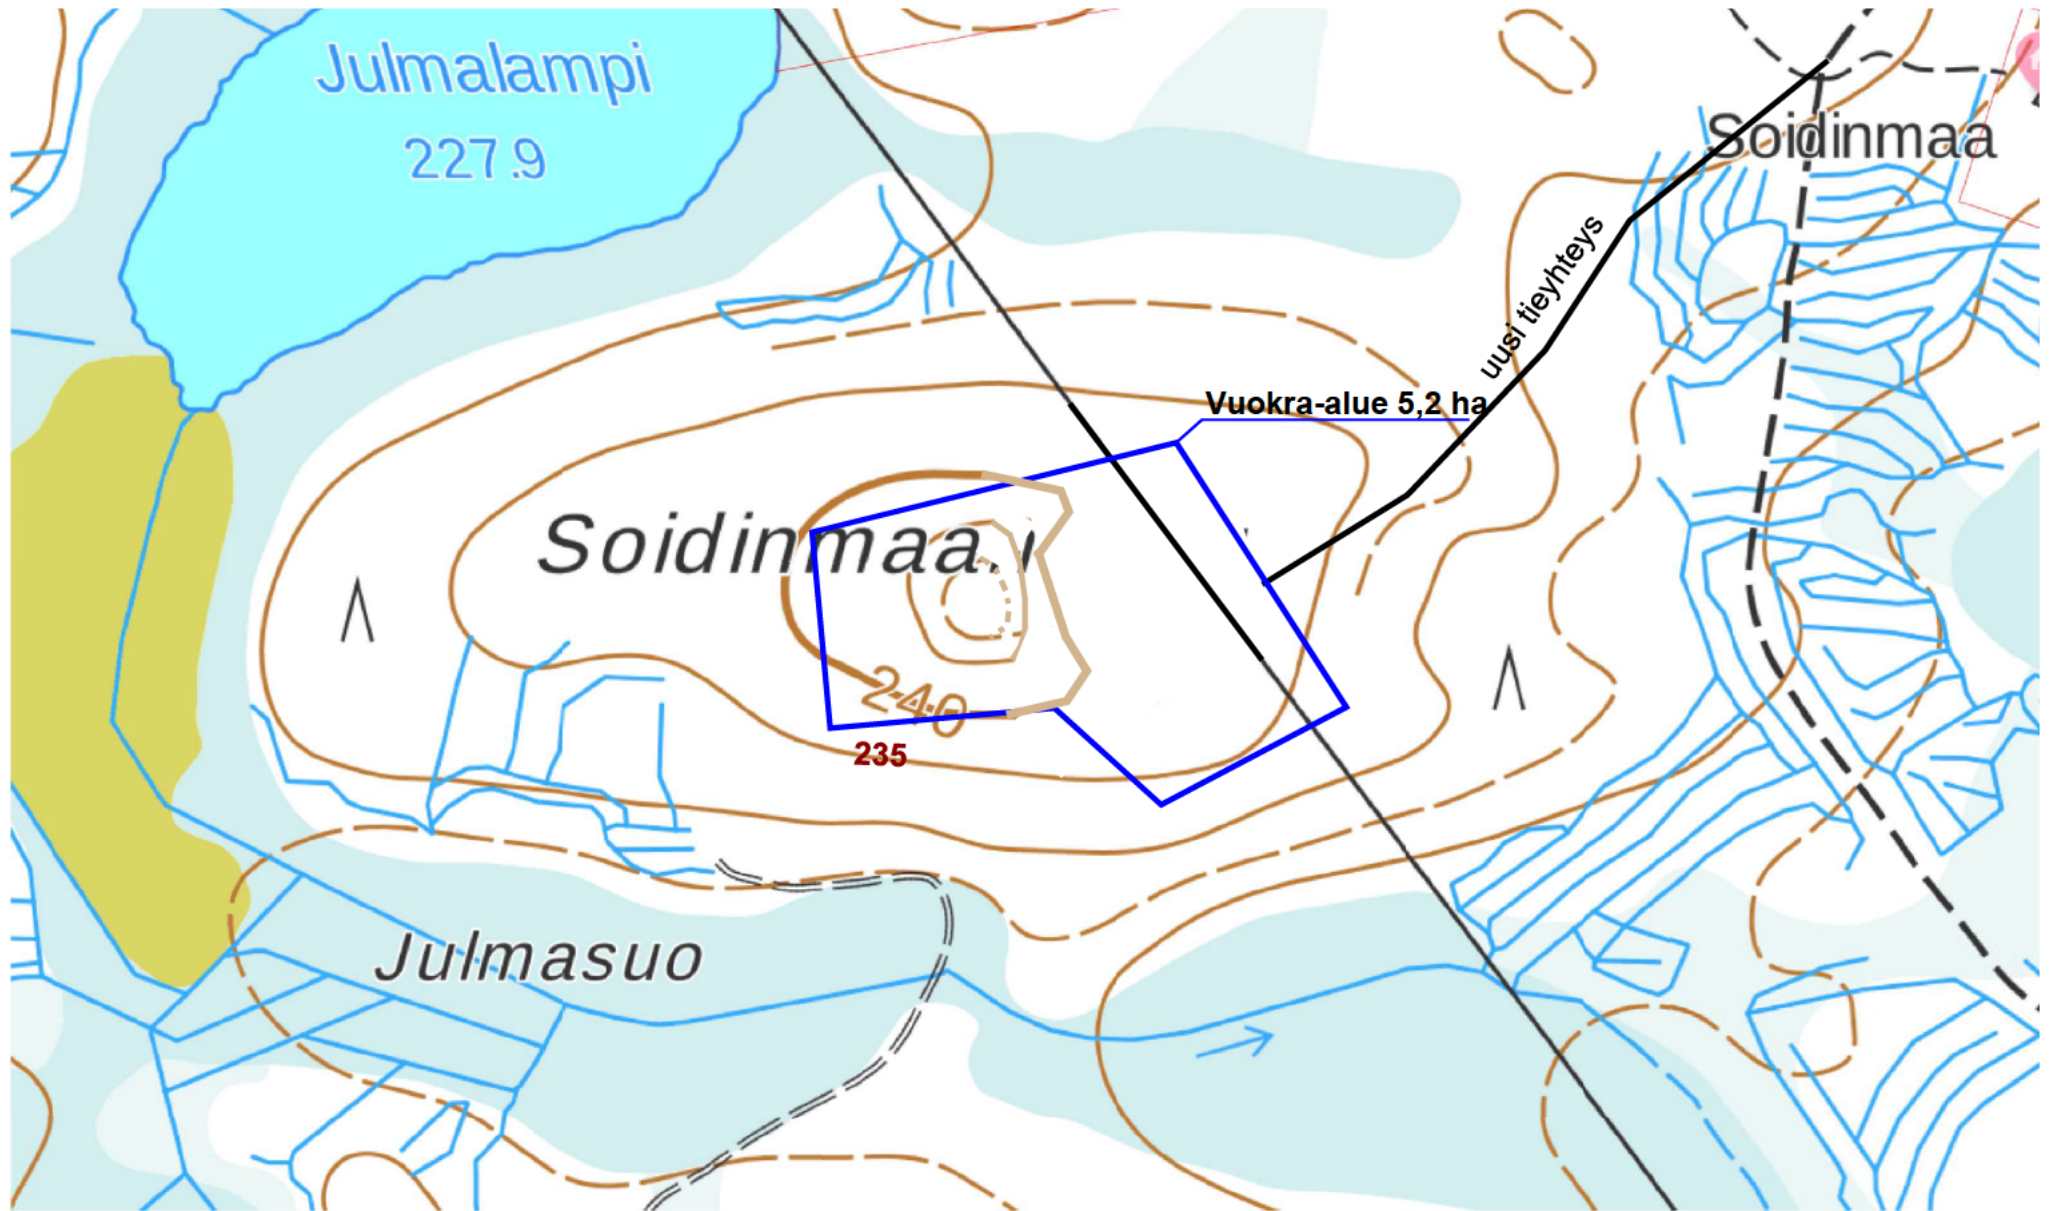 Julmalampi
227.9
Soidinmaa
uusi tieyhteys
Vuokra-alue 5,2 ha
Soidinmaa
240
235
Julmasuo